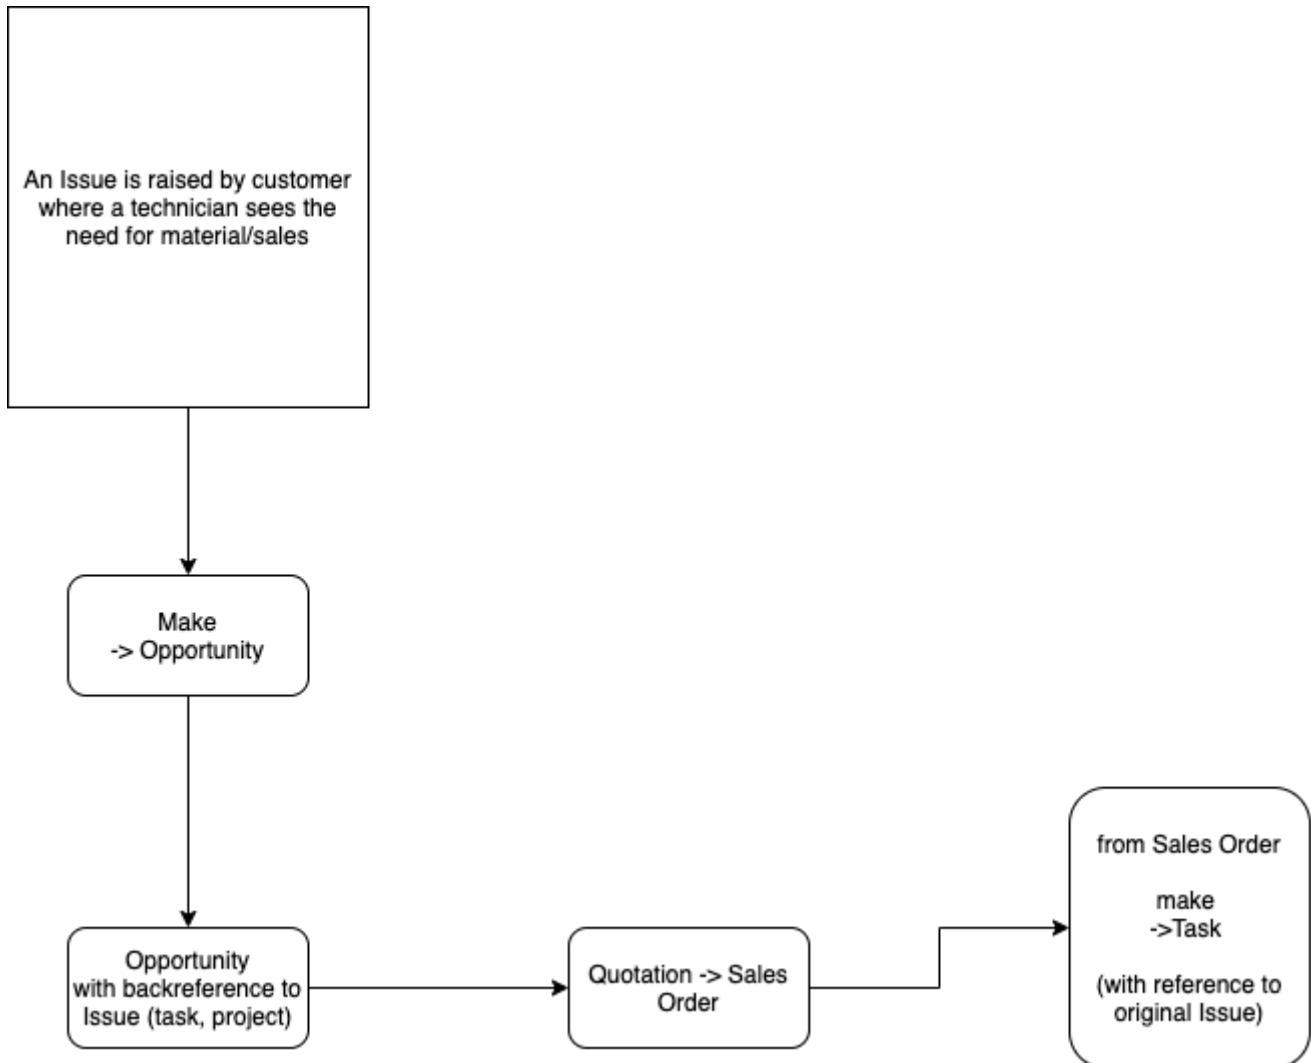 An Issue is raised by customer
where a technician sees the
need for material/sales
Make
-> Opportunity
Opportunity
with backreference to
Issue (task, project)
Quotation -> Sales
Order
from Sales Order
make
->Task
(with reference to
original Issue)